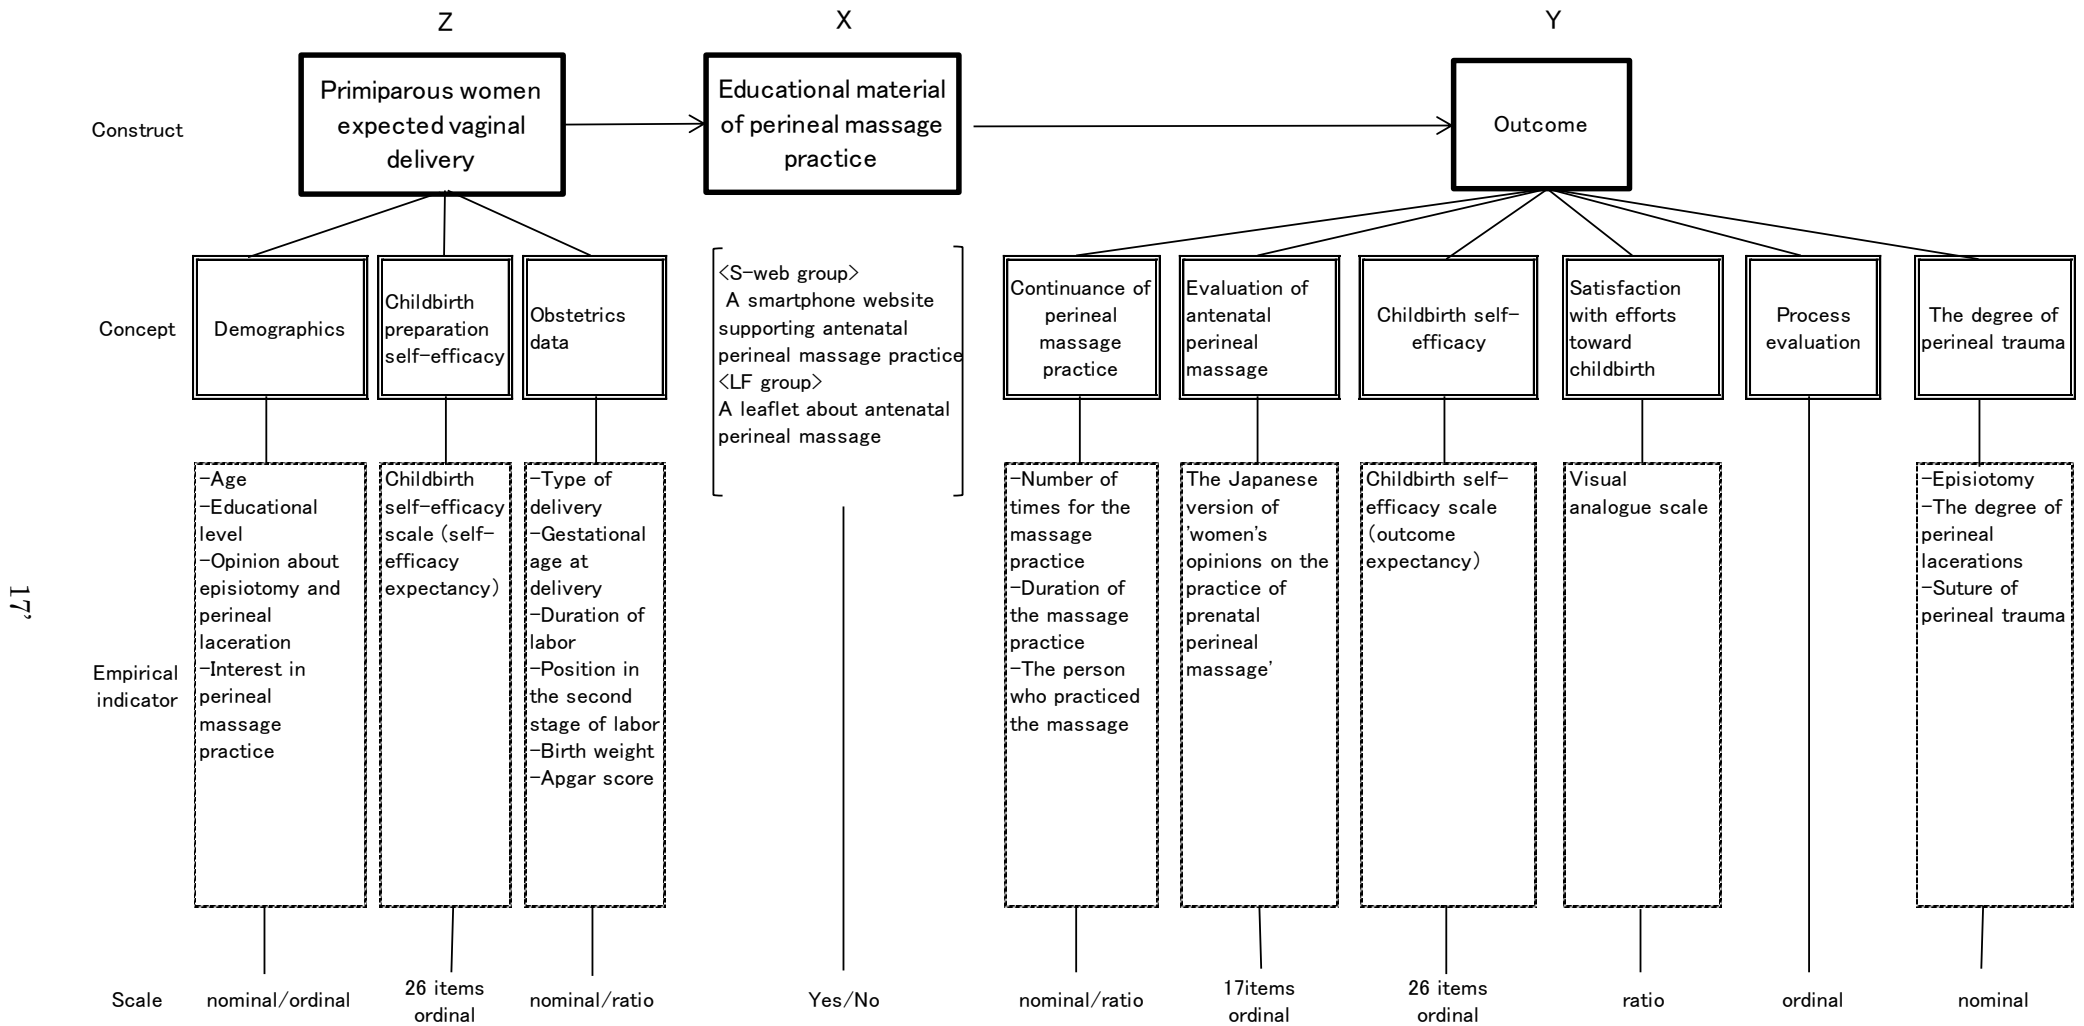 Z
X
Y
Construct
Primiparous women
expected vaginal
delivery
Educational material
of perineal massage
practice
Outcome
Concept
Demographics
Childbirth
preparation
self-efficacy
Obstetrics
data
<S-web group>
A smartphone website
supporting antenatal
perineal massage practice
<LF group>
A leaflet about antenatal
perineal massage
Continuance of
perineal
massage
practice
Evaluation of
antenatal
perineal
massage
Childbirth self-
efficacy
Satisfaction
with efforts
toward
childbirth
Process
evaluation
The degree of
perineal trauma
Empirical
indicator
-Age
-Educational
level
-Opinion about
episiotomy and
perineal
laceration
-Interest in
perineal
massage
practice
Childbirth
self-efficacy
scale (self-
efficacy
expectancy)
-Type of
delivery
-Gestational
age at
delivery
-Duration of
labor
-Position in
the second
stage of labor
-Birth weight
-Apgar score
-Number of
times for the
massage
practice
-Duration of
the massage
practice
-The person
who practiced
the massage
The Japanese
version of
'women's
opinions on the
practice of
prenatal
perineal
massage'
Childbirth self-
efficacy scale
(outcome
expectancy)
Visual
analogue scale
-Episiotomy
-The degree of
perineal
lacerations
-Suture of
perineal trauma
Scale
nominal/ordinal
26 items
ordinal
nominal/ratio
Yes/No
nominal/ratio
17items
ordinal
26 items
ordinal
ratio
ordinal
nominal
17'